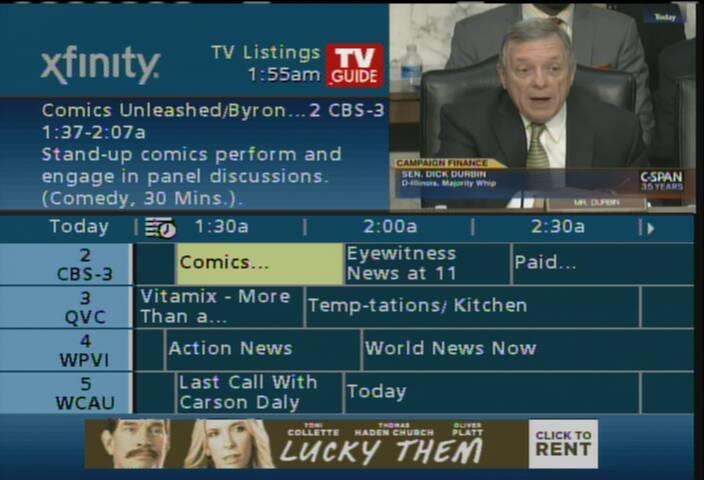 xfinity.
TV Listings
1:55am
TV
GUIDE
Today
Comics Unleashed/Byron...2 CBS-3
1:37-2:07a
Stand-up comics perform and
engage in panel discussions.
(Comedy, 30 Mins.).
CAMPAIGN FINANCE
SEN. DICK DURBIN
D-Illinois, Majority Whip
C-SPAN
35 YEARS
MR. DURBIN
Today
1:30a
2:00a
2:30a
2
CBS-3
Comics...
Eyewitness
News at 11
Paid...
3
QVC
Vitamix - More
Than a...
Temp-tations/ Kitchen
4
WPVI
Action News
World News Now
5
WCAU
Last Call With
Carson Daly
Today
TONI
COLLETTE
THOMAS
HADEN CHURCH
OLIVER
PLATT
LUCKY THEM
CLICK TO
RENT